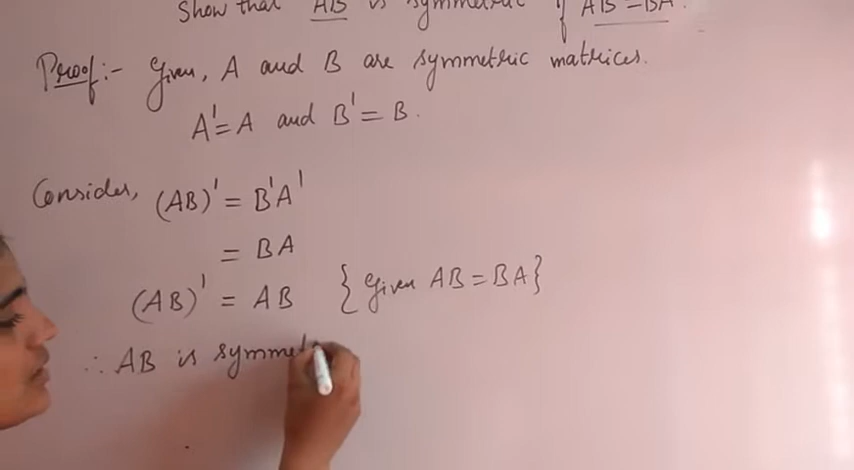 Show that AB is symmetric if AB = BA.
Proof:- Given, A and B are symmetric matrices.
A' = A and B' = B.
Consider, (AB)' = B'A'
= BA
(AB)' = AB { Given AB = BA }
∴ AB is symmet